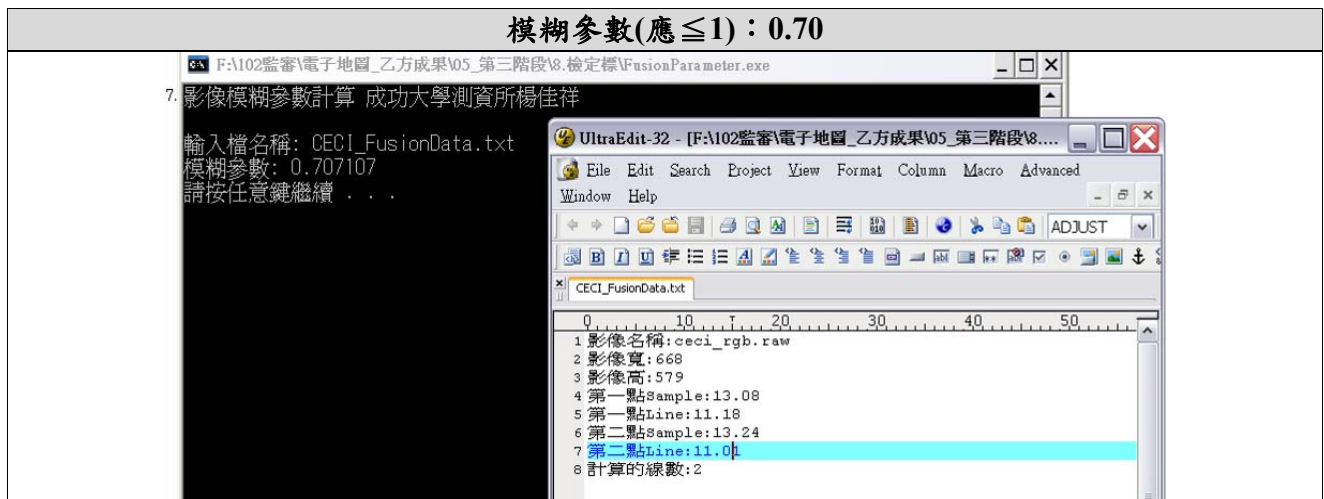 模糊參數(應≦1)：0.70
F:\102監審\電子地圖_乙方成果\05_第三階段\8.檢定標\FusionParameter.exe
7.
影像模糊參數計算 成功大學測資所楊佳祥
輸入檔名稱: CECI_FusionData.txt
模糊參數: 0.707107
請按任意鍵繼續 . . .
UltraEdit-32 - [F:\102監審\電子地圖_乙方成果\05_第三階段\8....
File Edit Search Project View Format Column Macro Advanced
Window Help
ADJUST
CECI_FusionData.txt
0 10 20 30 40 50
1 影像名稱:ceci_rgb.raw
2 影像寬:668
3 影像高:579
4 第一點Sample:13.08
5 第一點Line:11.18
6 第二點Sample:13.24
7 第二點Line:11.01
8 計算的線數:2